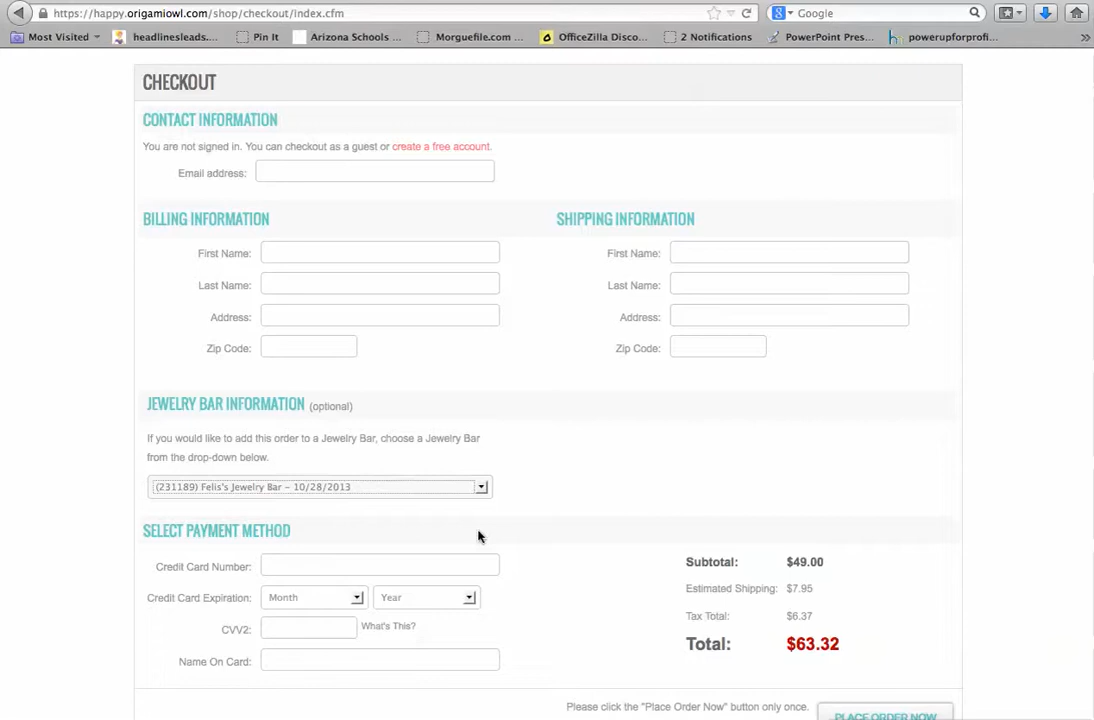 https://happy.origamiowl.com/shop/checkout/index.cfm
Google
Most Visited
headlinesleads....
Pin It
Arizona Schools ...
Morguefile.com ...
OfficeZilla Disco...
2 Notifications
PowerPoint Pres...
powerupforprofi...
CHECKOUT
CONTACT INFORMATION
You are not signed in. You can checkout as a guest or create a free account.
Email address:
BILLING INFORMATION
SHIPPING INFORMATION
First Name:
First Name:
Last Name:
Last Name:
Address:
Address:
Zip Code:
Zip Code:
JEWELRY BAR INFORMATION (optional)
If you would like to add this order to a Jewelry Bar, choose a Jewelry Bar
from the drop-down below.
(231189) Felis's Jewelry Bar - 10/28/2013
SELECT PAYMENT METHOD
Credit Card Number:
Subtotal: $49.00
Credit Card Expiration: Month Year
Estimated Shipping: $7.95
CVV2: What's This?
Tax Total: $6.37
Name On Card:
Total: $63.32
Please click the "Place Order Now" button only once.
PLACE ORDER NOW